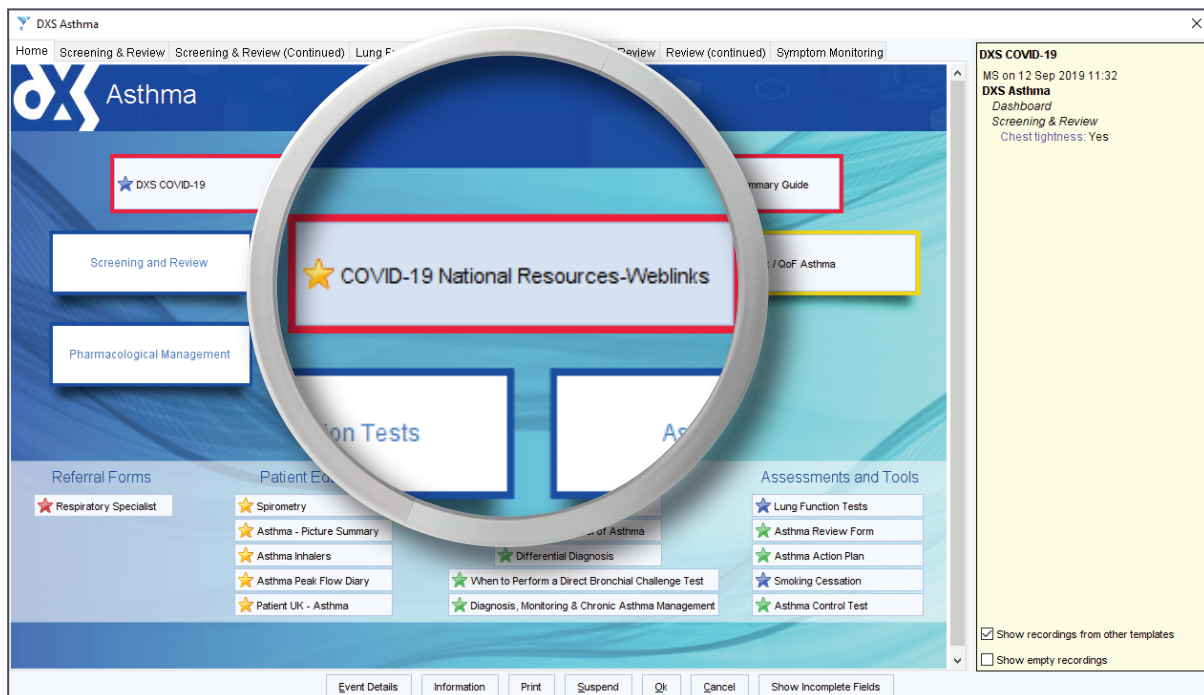 DXS Asthma
Home Screening & Review Screening & Review (Continued) Lung Review Review (continued) Symptom Monitoring
dxs Asthma
DXS COVID-19
Guide
COVID-19 National Resources-Weblinks
Screening and Review
/ QoF Asthma
Pharmacological Management
Tests
Referral Forms
Respiratory Specialist
Patient
Spirometry
Asthma - Picture Summary
Asthma Inhalers
Asthma Peak Flow Diary
Patient UK - Asthma
of Asthma
Differential Diagnosis
When to Perform a Direct Bronchial Challenge Test
Diagnosis, Monitoring & Chronic Asthma Management
Assessments and Tools
Lung Function Tests
Asthma Review Form
Asthma Action Plan
Smoking Cessation
Asthma Control Test
DXS COVID-19
MS on 12 Sep 2019 11:32
DXS Asthma
Dashboard
Screening & Review
Chest tightness: Yes
Show recordings from other templates
Show empty recordings
Event Details Information Print Suspend Ok Cancel Show Incomplete Fields